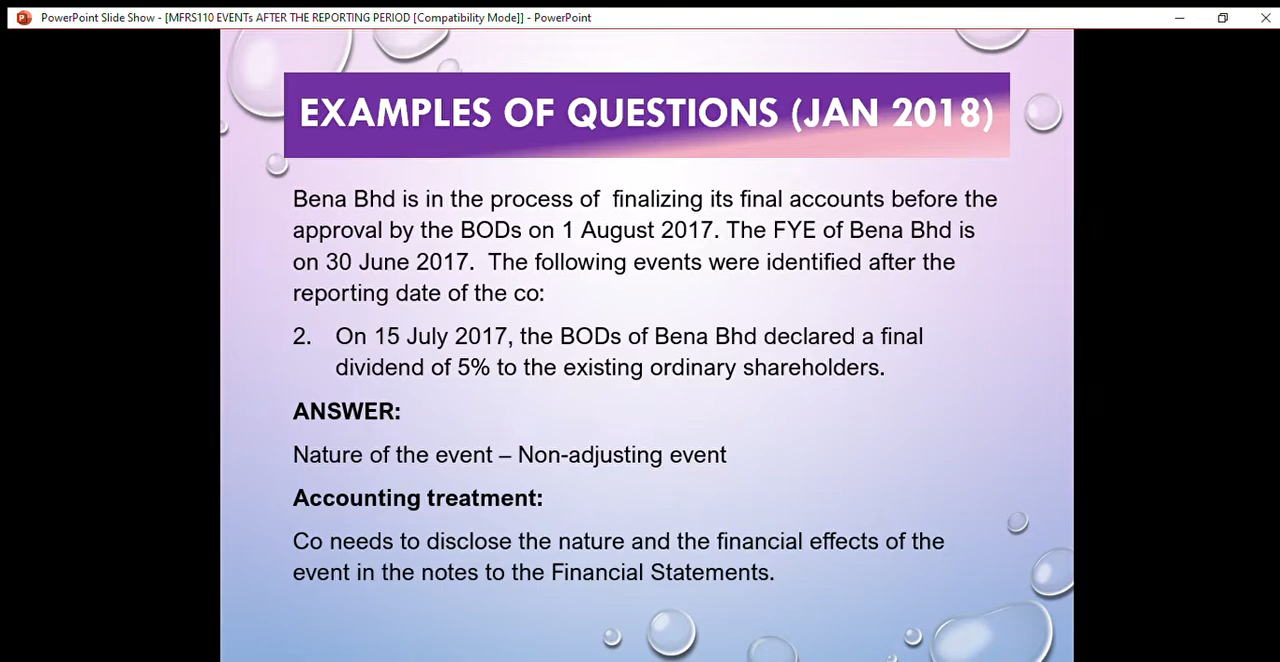 PowerPoint Slide Show - [MFRS110 EVENTs AFTER THE REPORTING PERIOD [Compatibility Mode]] - PowerPoint
EXAMPLES OF QUESTIONS (JAN 2018)
Bena Bhd is in the process of finalizing its final accounts before the
approval by the BODs on 1 August 2017. The FYE of Bena Bhd is
on 30 June 2017. The following events were identified after the
reporting date of the co:
2. On 15 July 2017, the BODs of Bena Bhd declared a final
dividend of 5% to the existing ordinary shareholders.
ANSWER:
Nature of the event – Non-adjusting event
Accounting treatment:
Co needs to disclose the nature and the financial effects of the
event in the notes to the Financial Statements.